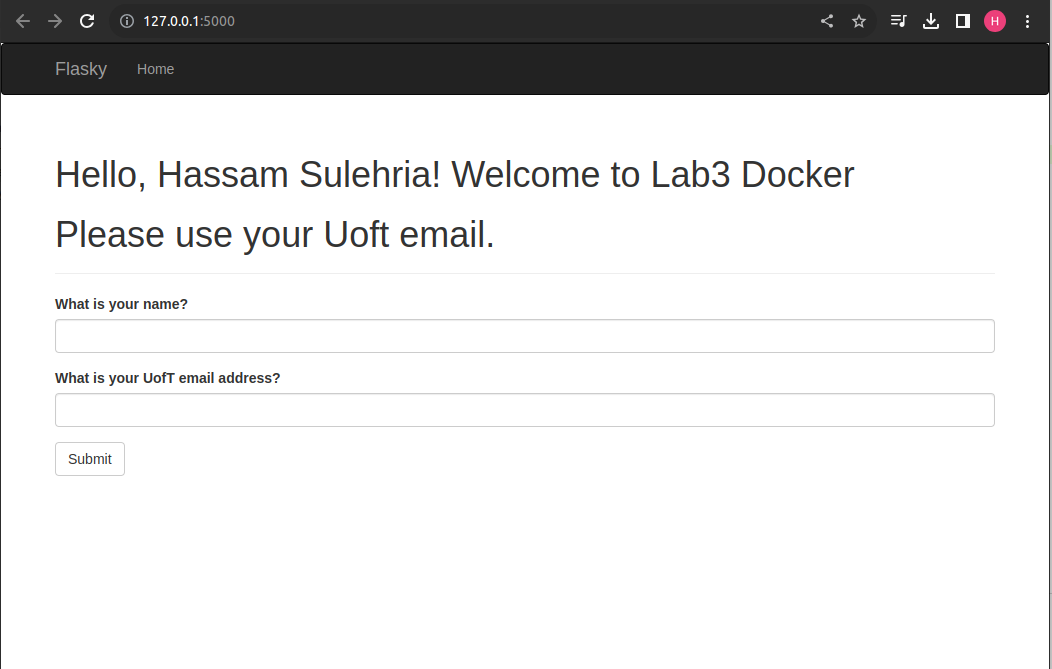 127.0.0.1:5000
H
Flasky Home
Hello, Hassam Sulehria! Welcome to Lab3 Docker
Please use your Uoft email.
What is your name?
What is your UofT email address?
Submit